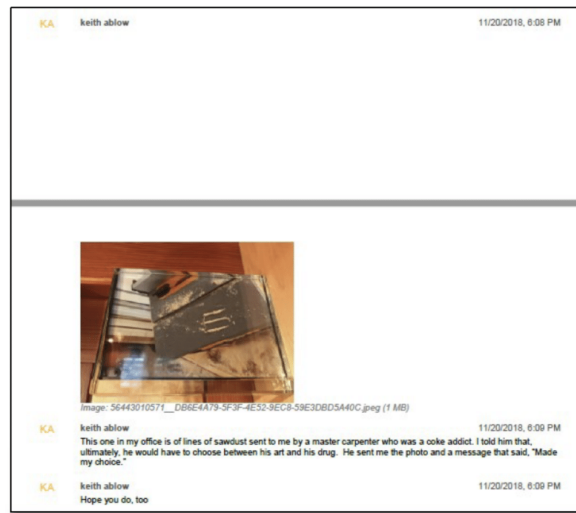 KA keith ablow 11/20/2018, 6:08 PM
Image: 56443010571__DB6E4A79-5F3F-4E52-9EC8-59E3DBD5A40C.jpeg (1 MB)
KA keith ablow 11/20/2018, 6:09 PM
This one in my office is of lines of sawdust sent to me by a master carpenter who was a coke addict. I told him that,
ultimately, he would have to choose between his art and his drug. He sent me the photo and a message that said, "Made
my choice."
KA keith ablow 11/20/2018, 6:09 PM
Hope you do, too